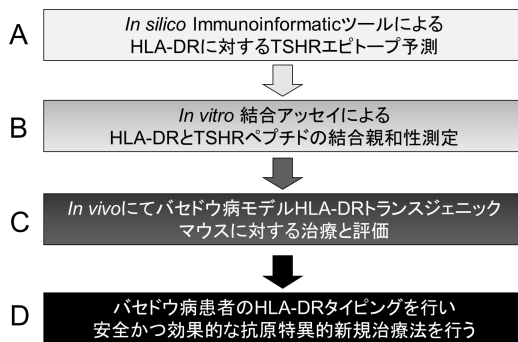 A
In silico Immunoinformaticツールによる
HLA-DRに対するTSHRエピトープ予測
B
In vitro 結合アッセイによる
HLA-DRとTSHRペプチドの結合親和性測定
C
In vivoにてバセドウ病モデルHLA-DRトランスジェニック
マウスに対する治療と評価
D
バセドウ病患者のHLA-DRタイピングを行い
安全かつ効果的な抗原特異的新規治療法を行う